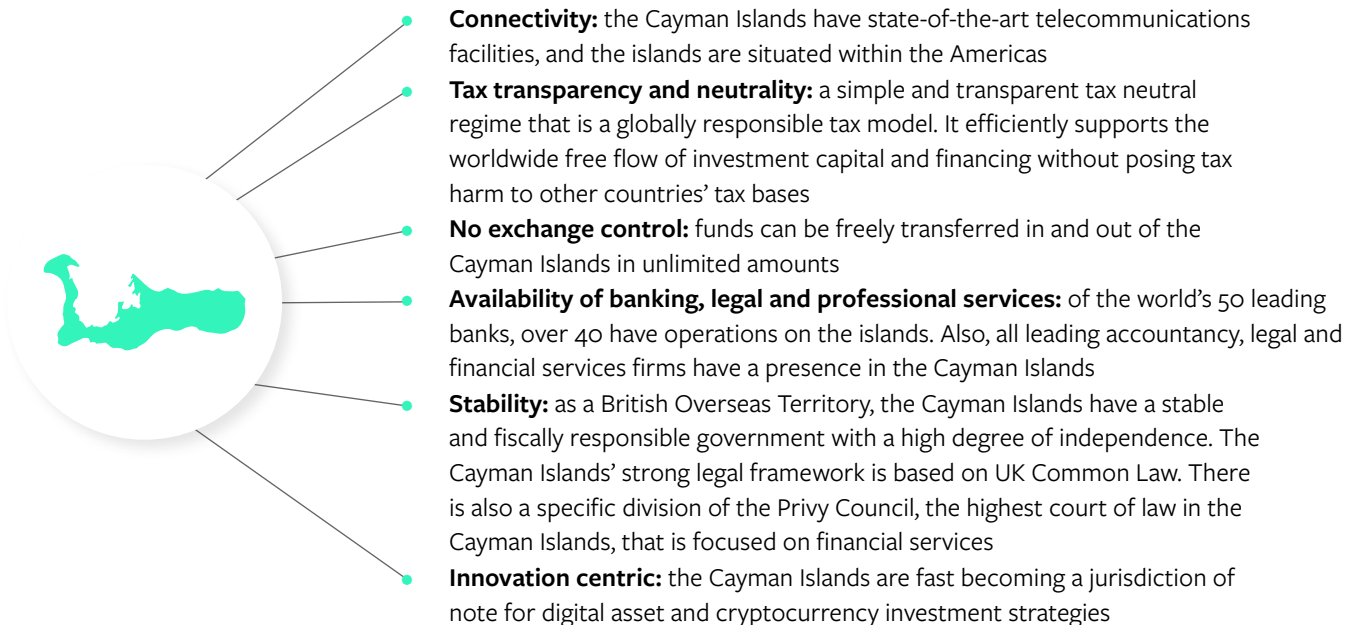 Connectivity: the Cayman Islands have state-of-the-art telecommunications
facilities, and the islands are situated within the Americas
Tax transparency and neutrality: a simple and transparent tax neutral
regime that is a globally responsible tax model. It efficiently supports the
worldwide free flow of investment capital and financing without posing tax
harm to other countries’ tax bases
No exchange control: funds can be freely transferred in and out of the
Cayman Islands in unlimited amounts
Availability of banking, legal and professional services: of the world’s 50 leading
banks, over 40 have operations on the islands. Also, all leading accountancy, legal and
financial services firms have a presence in the Cayman Islands
Stability: as a British Overseas Territory, the Cayman Islands have a stable
and fiscally responsible government with a high degree of independence. The
Cayman Islands’ strong legal framework is based on UK Common Law. There
is also a specific division of the Privy Council, the highest court of law in the
Cayman Islands, that is focused on financial services
Innovation centric: the Cayman Islands are fast becoming a jurisdiction of
note for digital asset and cryptocurrency investment strategies